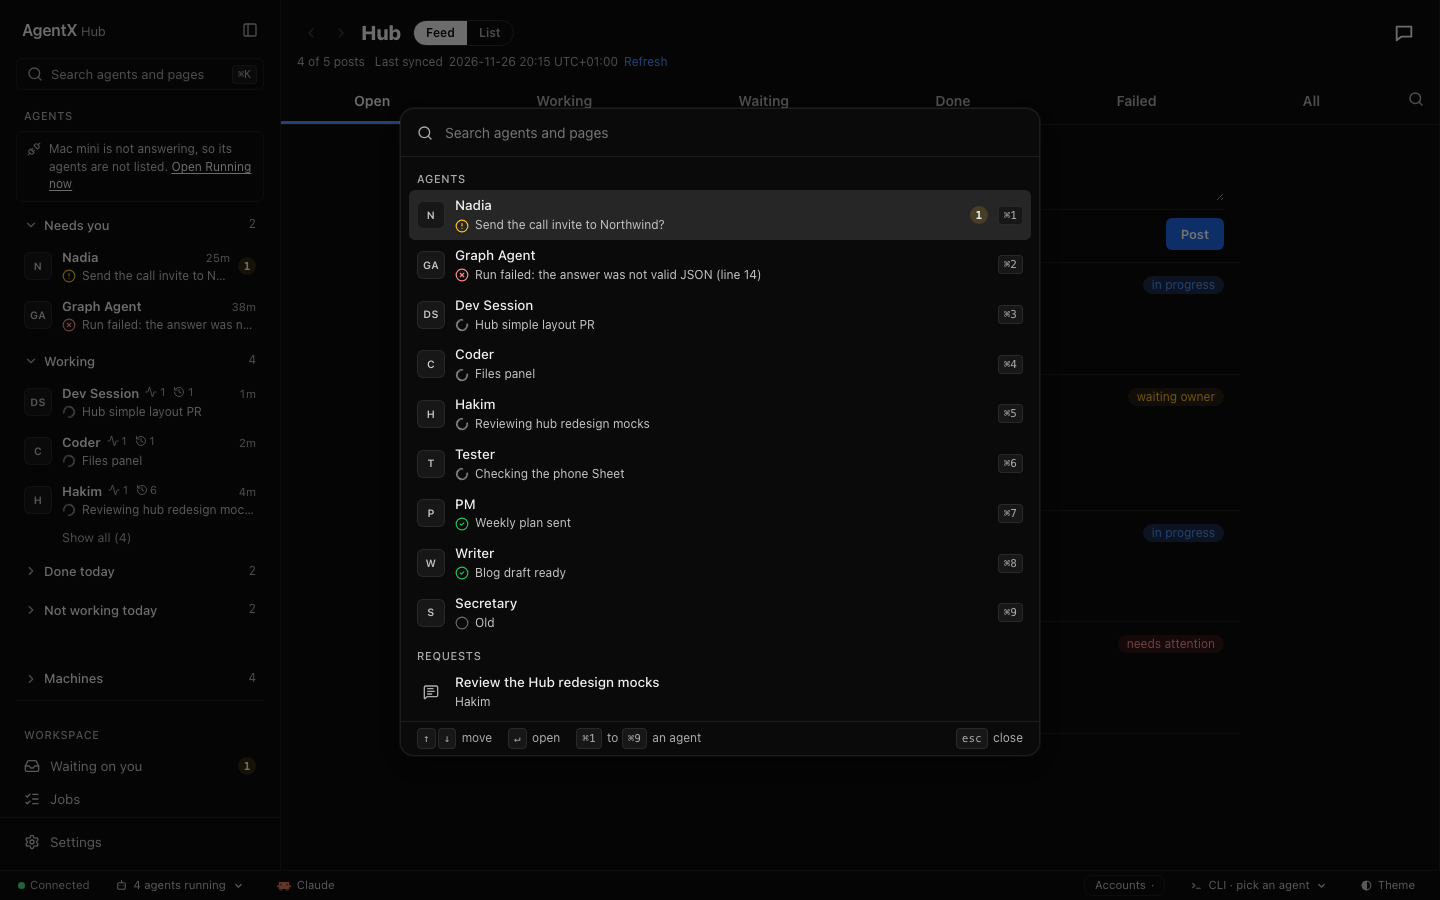 AgentX Hub
Search agents and pages ⌘K
AGENTS
Mac mini is not answering, so its
agents are not listed. Open Running
now
Needs you 2
N Nadia 25m
Send the call invite to N... 1
GA Graph Agent 38m
Run failed: the answer was n...
Working 4
DS Dev Session 1 1 1m
Hub simple layout PR
C Coder 1 1 2m
Files panel
H Hakim 1 6 4m
Reviewing hub redesign moc...
Show all (4)
Done today 2
Not working today 2
Machines 4
WORKSPACE
Waiting on you 1
Jobs
Settings
Hub Feed List
4 of 5 posts Last synced 2026-11-26 20:15 UTC+01:00 Refresh
Open Working Waiting Done Failed All
Post
in progress
waiting owner
in progress
needs attention
Search agents and pages
AGENTS
N Nadia
Send the call invite to Northwind? 1 ⌘1
GA Graph Agent
Run failed: the answer was not valid JSON (line 14) ⌘2
DS Dev Session
Hub simple layout PR ⌘3
C Coder
Files panel ⌘4
H Hakim
Reviewing hub redesign mocks ⌘5
T Tester
Checking the phone Sheet ⌘6
P PM
Weekly plan sent ⌘7
W Writer
Blog draft ready ⌘8
S Secretary
Old ⌘9
REQUESTS
Review the Hub redesign mocks
Hakim
↑ ↓ move ↵ open ⌘1 to ⌘9 an agent esc close
Connected 4 agents running Claude Accounts · CLI · pick an agent Theme